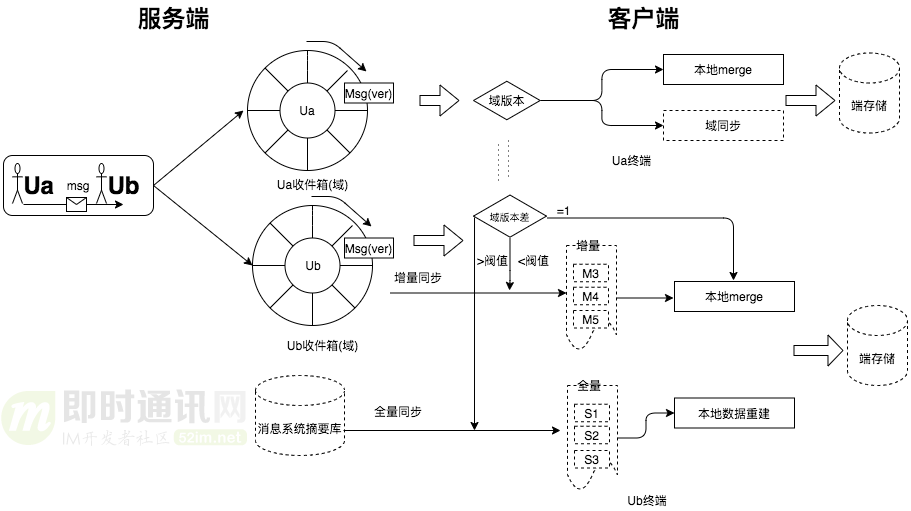 服务端
客户端
Msg(ver)
Ua
Ua收件箱(域)
域版本
本地merge
域同步
端存储
Ua终端
Ua
msg
Ub
Msg(ver)
Ub
Ub收件箱(域)
域版本差
=1
>阀值
<阀值
增量同步
增量
M3
M4
M5
本地merge
端存储
消息系统摘要库
全量同步
全量
S1
S2
S3
本地数据重建
Ub终端
m
即时通讯网
IM开发者社区
52im.net